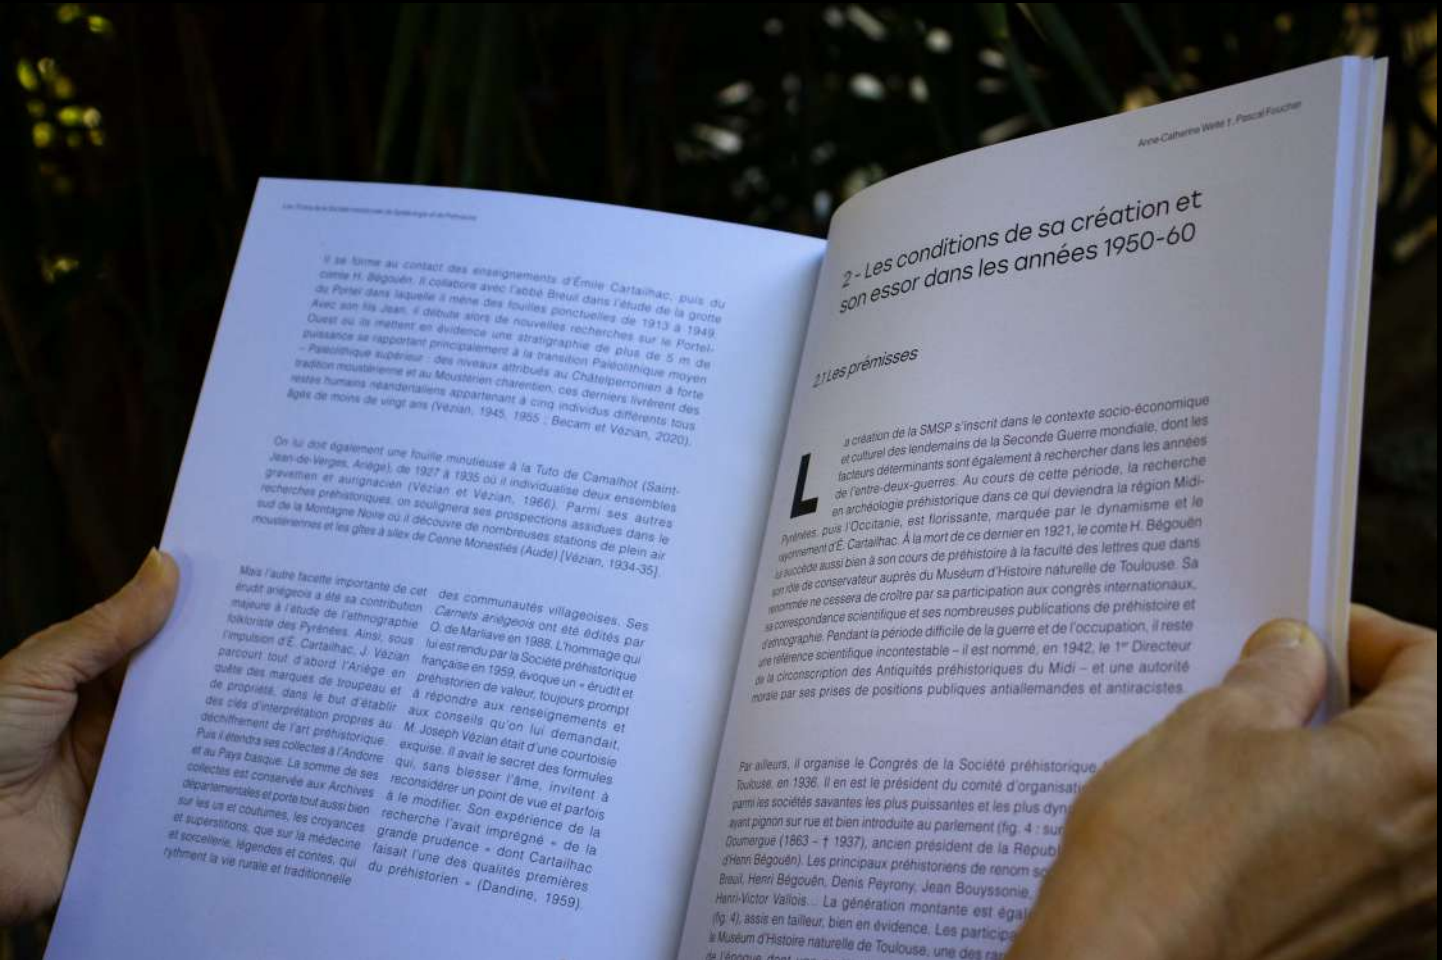 Il se forme au contact des enseignements d'Émile Cartailhac, puis du
comte H. Bégouën. Il collabore avec l'abbé Breuil dans l'étude de la grotte
du Portel dans laquelle il mène des fouilles ponctuelles de 1913 à 1949.
Avec son fils Jean, il débute alors de nouvelles recherches sur le Portel-
Ouest où ils mettent en évidence une stratigraphie de plus de 5 m de
puissance se rapportant principalement à la transition Paléolithique moyen
- Paléolithique supérieur : des niveaux attribués au Châtelperronien à forte
tradition moustérienne et au Moustérien charentien, ces derniers livrèrent des
restes humains néandertaliens appartenant à cinq individus différents tous
âgés de moins de vingt ans (Vézian, 1945, 1955 ; Becam et Vézian, 2020).
On lui doit également une fouille minutieuse à la Tuto de Camalhot (Saint-
Jean-de-Verges, Ariège), de 1927 à 1935 où il individualise deux ensembles
gravettien et aurignacien (Vézian et Vézian, 1966). Parmi ses autres
recherches préhistoriques, on soulignera ses prospections assidues dans le
sud de la Montagne Noire où il découvre de nombreuses stations de plein air
moustériennes et les gîtes à silex de Cenne Monestiés (Aude) [Vézian, 1934-35].
Mais l'autre facette importante de cet
érudit ariégeois a été sa contribution
majeure à l'étude de l'ethnographie
folkloriste des Pyrénées. Ainsi, sous
l'impulsion d'É. Cartailhac, J. Vézian
parcourt tout d'abord l'Ariège en
quête des marques de troupeau et
de propriété, dans le but d'établir
des clés d'interprétation propres au
déchiffrement de l'art préhistorique.
Puis il étendra ses collectes à l'Andorre
et au Pays basque. La somme de ses
collectes est conservée aux Archives
départementales et porte tout aussi bien
sur les us et coutumes, les croyances
et superstitions, que sur la médecine
et sorcellerie, légendes et contes, qui
rythment la vie rurale et traditionnelle
des communautés villageoises. Ses
Carnets ariégeois ont été édités par
O. de Marliave en 1988. L'hommage qui
lui est rendu par la Société préhistorique
française en 1959, évoque un « érudit et
préhistorien de valeur, toujours prompt
à répondre aux renseignements et
aux conseils qu'on lui demandait,
M. Joseph Vézian était d'une courtoisie
exquise. Il avait le secret des formules
qui, sans blesser l'âme, invitent à
reconsidérer un point de vue et parfois
à le modifier. Son expérience de la
recherche l'avait imprégné « de la
grande prudence » dont Cartailhac
faisait l'une des qualités premières
du préhistorien » (Dandine, 1959).
Anne-Catherine Welté †, Pascal Foucher
2 - Les conditions de sa création et
son essor dans les années 1950-60
2.1 Les prémisses
La création de la SMSP s'inscrit dans le contexte socio-économique
et culturel des lendemains de la Seconde Guerre mondiale, dont les
facteurs déterminants sont également à rechercher dans les années
de l'entre-deux-guerres. Au cours de cette période, la recherche
en archéologie préhistorique dans ce qui deviendra la région Midi-
Pyrénées, puis l'Occitanie, est florissante, marquée par le dynamisme et le
rayonnement d'É. Cartailhac. À la mort de ce dernier en 1921, le comte H. Bégouën
lui succède aussi bien à son cours de préhistoire à la faculté des lettres que dans
son rôle de conservateur auprès du Muséum d'Histoire naturelle de Toulouse. Sa
renommée ne cessera de croître par sa participation aux congrès internationaux,
sa correspondance scientifique et ses nombreuses publications de préhistoire et
d'ethnographie. Pendant la période difficile de la guerre et de l'occupation, il reste
une référence scientifique incontestable – il est nommé, en 1942, le 1er Directeur
de la circonscription des Antiquités préhistoriques du Midi – et une autorité
morale par ses prises de positions publiques antiallemandes et antiracistes.
Par ailleurs, il organise le Congrès de la Société préhistorique
Toulouse, en 1936. Il en est le président du comité d'organisati
parmi les sociétés savantes les plus puissantes et les plus dyn
ayant pignon sur rue et bien introduite au parlement (fig. 4 : sur
Doumergue (1863 – † 1937), ancien président de la Républ
d'Henri Bégouën). Les principaux préhistoriens de renom so
Breuil, Henri Bégouën, Denis Peyrony, Jean Bouyssonie,
Henri-Victor Vallois... La génération montante est égal
(fig. 4), assis en tailleur, bien en évidence. Les participa
le Muséum d'Histoire naturelle de Toulouse, une des rar
de l'époque dont